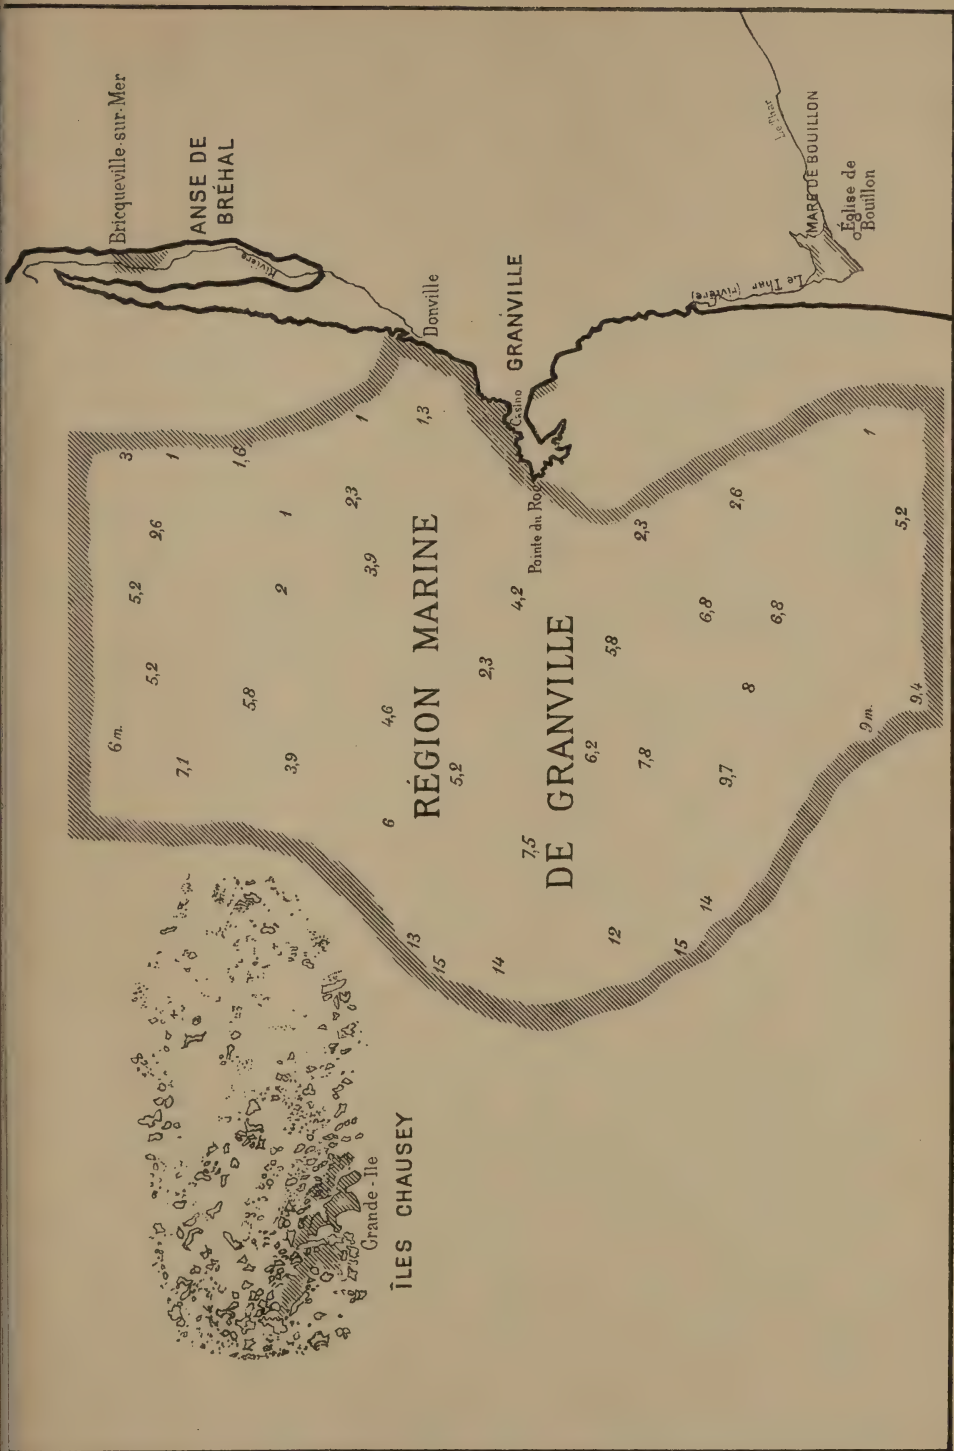 Bricqueville-sur-Mer
ANSE DE
BRÉHAL
Rivière
Donville
GRANVILLE
Casino
Pointe du Roc
Le Thar
MARE DE BOUILLON
Église de
Bouillon
Le Thar (rivière)
RÉGION MARINE
DE GRANVILLE
ÎLES CHAUSEY
Grande-Ile
3
1
1,6
1
1,3
2,6
1
2,3
5,2
2
3,9
5,2
5,8
4,6
6 m.
7,1
3,9
5,2
6
2,3
4,2
2,3
2,6
1
5,2
5,8
6,8
6,8
8
6,2
7,8
9,7
9 m.
9,4
7,5
13
15
14
12
15
14